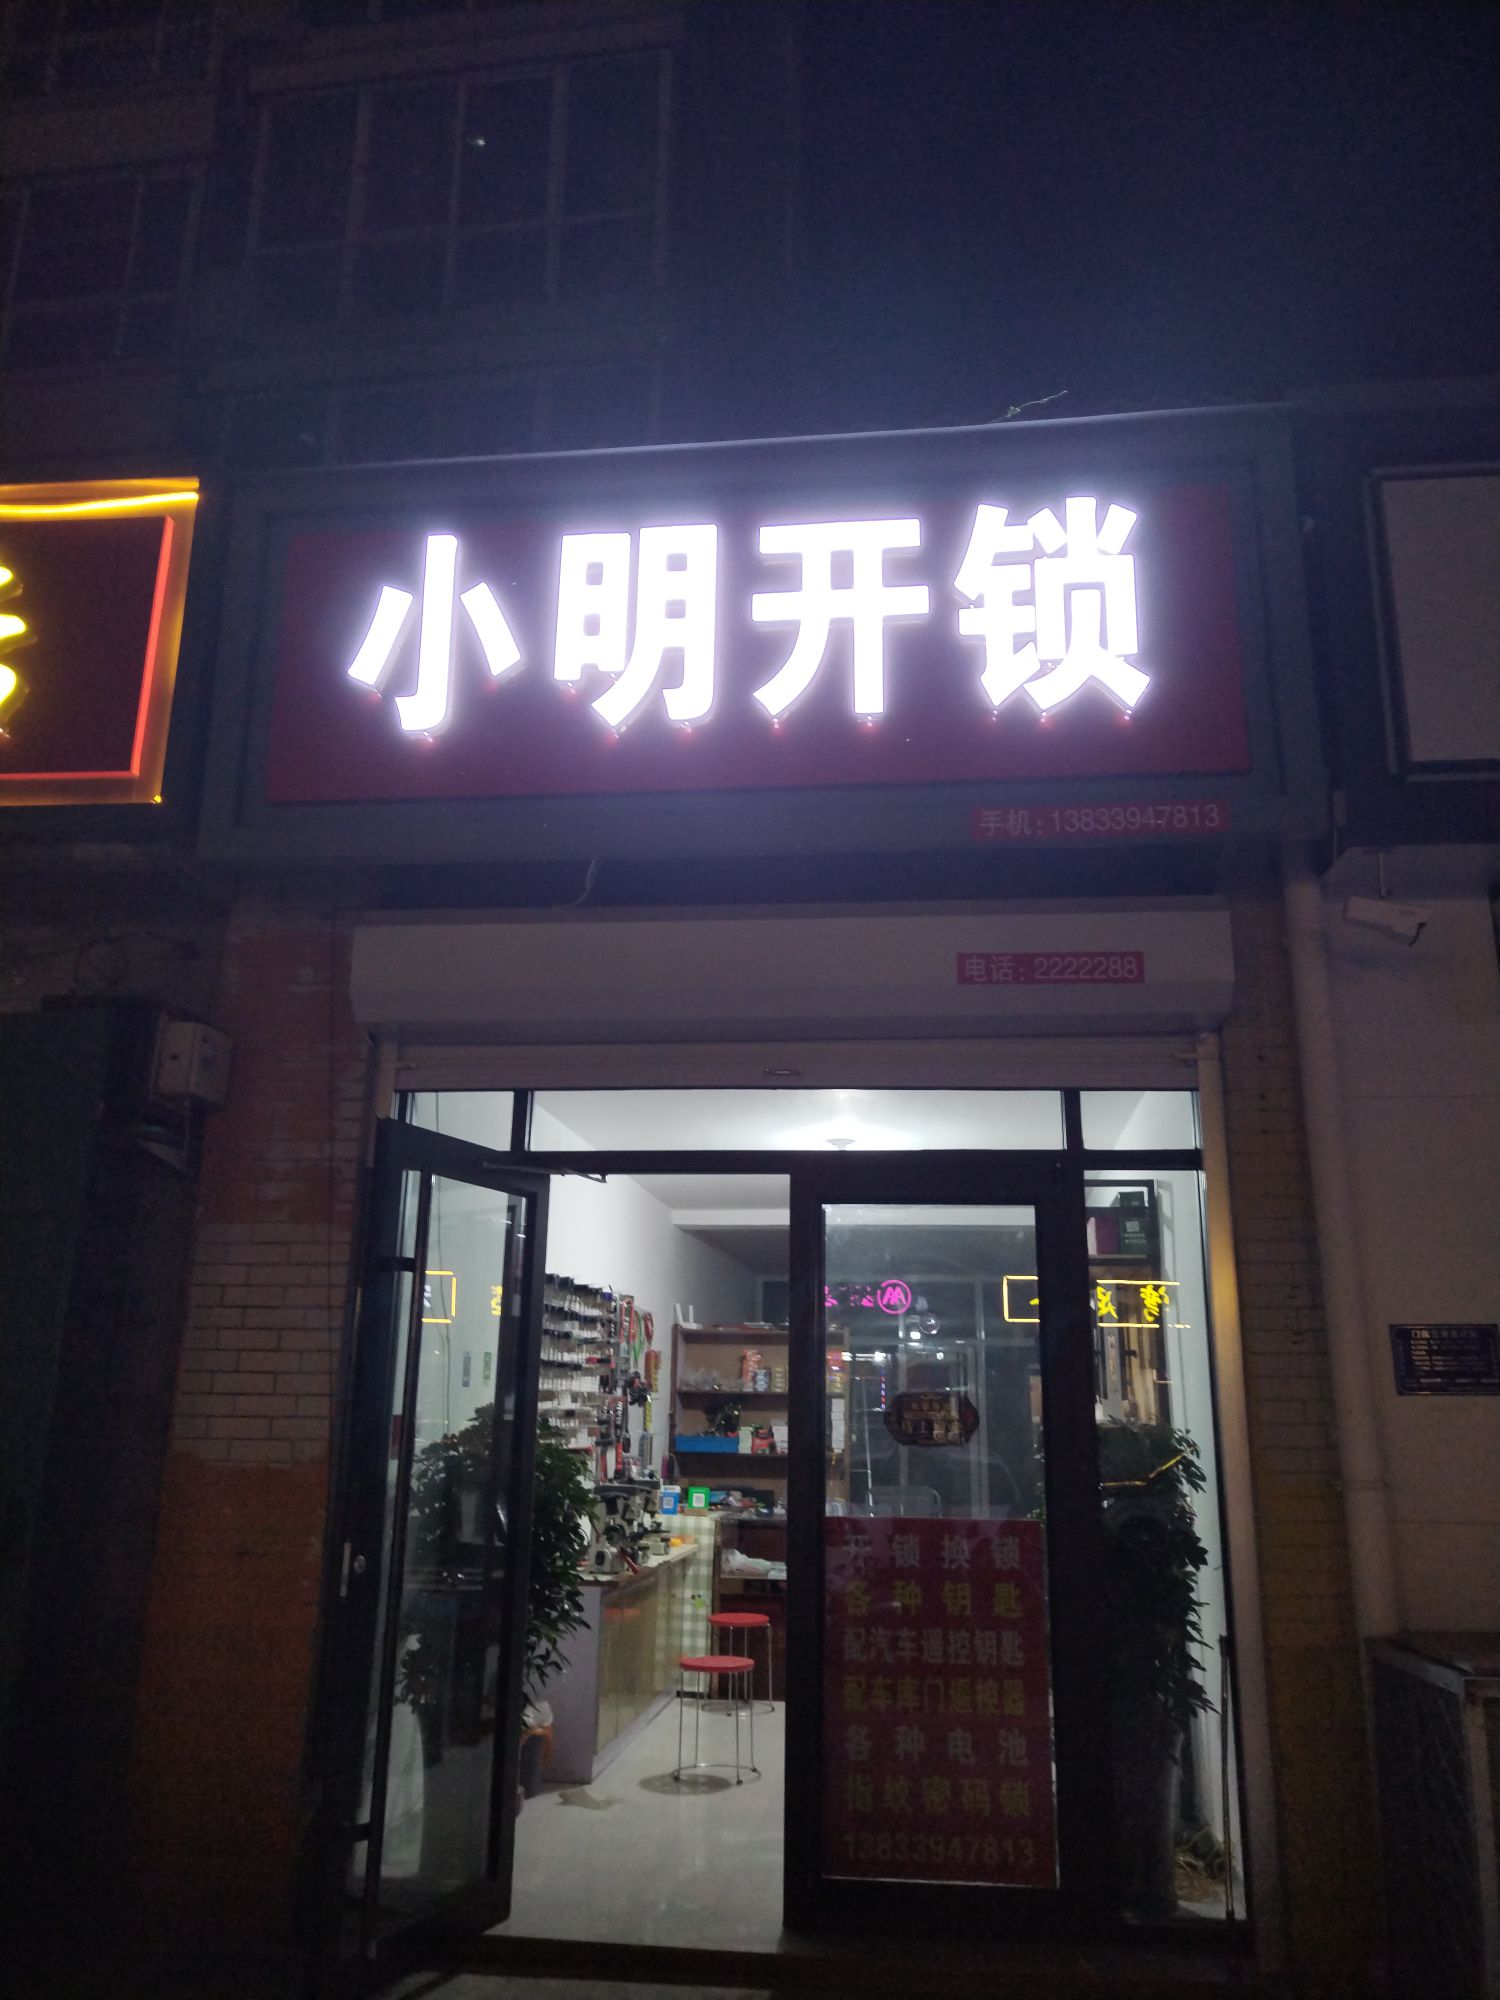 小明开锁
手机:13833947813
电话:2222288
开锁换锁
各种钥匙
配汽车遥控钥匙
配车库门遥控器
各种电池
指纹密码锁
13833947813